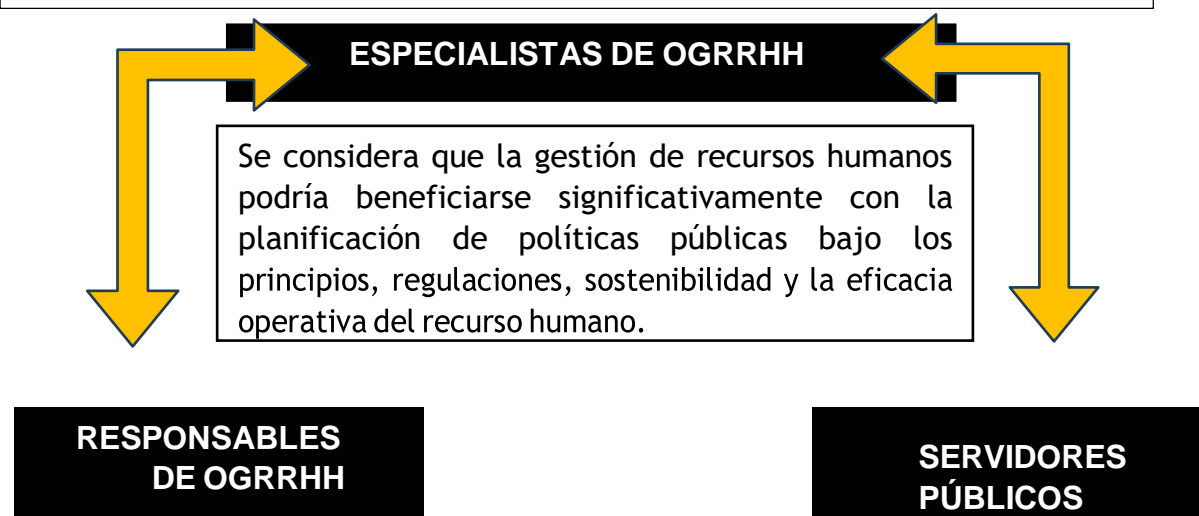 ESPECIALISTAS DE OGRRHH
Se considera que la gestión de recursos humanos
podría beneficiarse significativamente con la
planificación de políticas públicas bajo los
principios, regulaciones, sostenibilidad y la eficacia
operativa del recurso humano.
RESPONSABLES
DE OGRRHH
SERVIDORES
PÚBLICOS